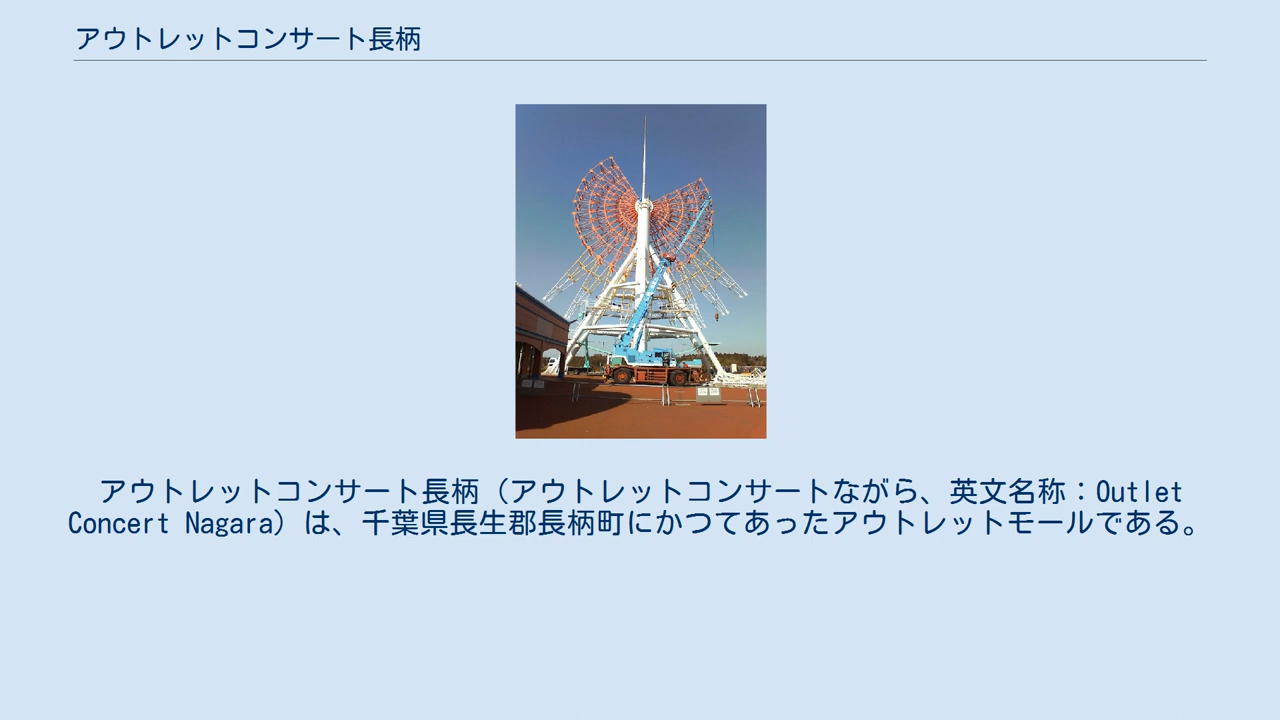 アウトレットコンサート長柄
アウトレットコンサート長柄（アウトレットコンサートながら、英文名称：Outlet
Concert Nagara）は、千葉県長生郡長柄町にかつてあったアウトレットモールである。